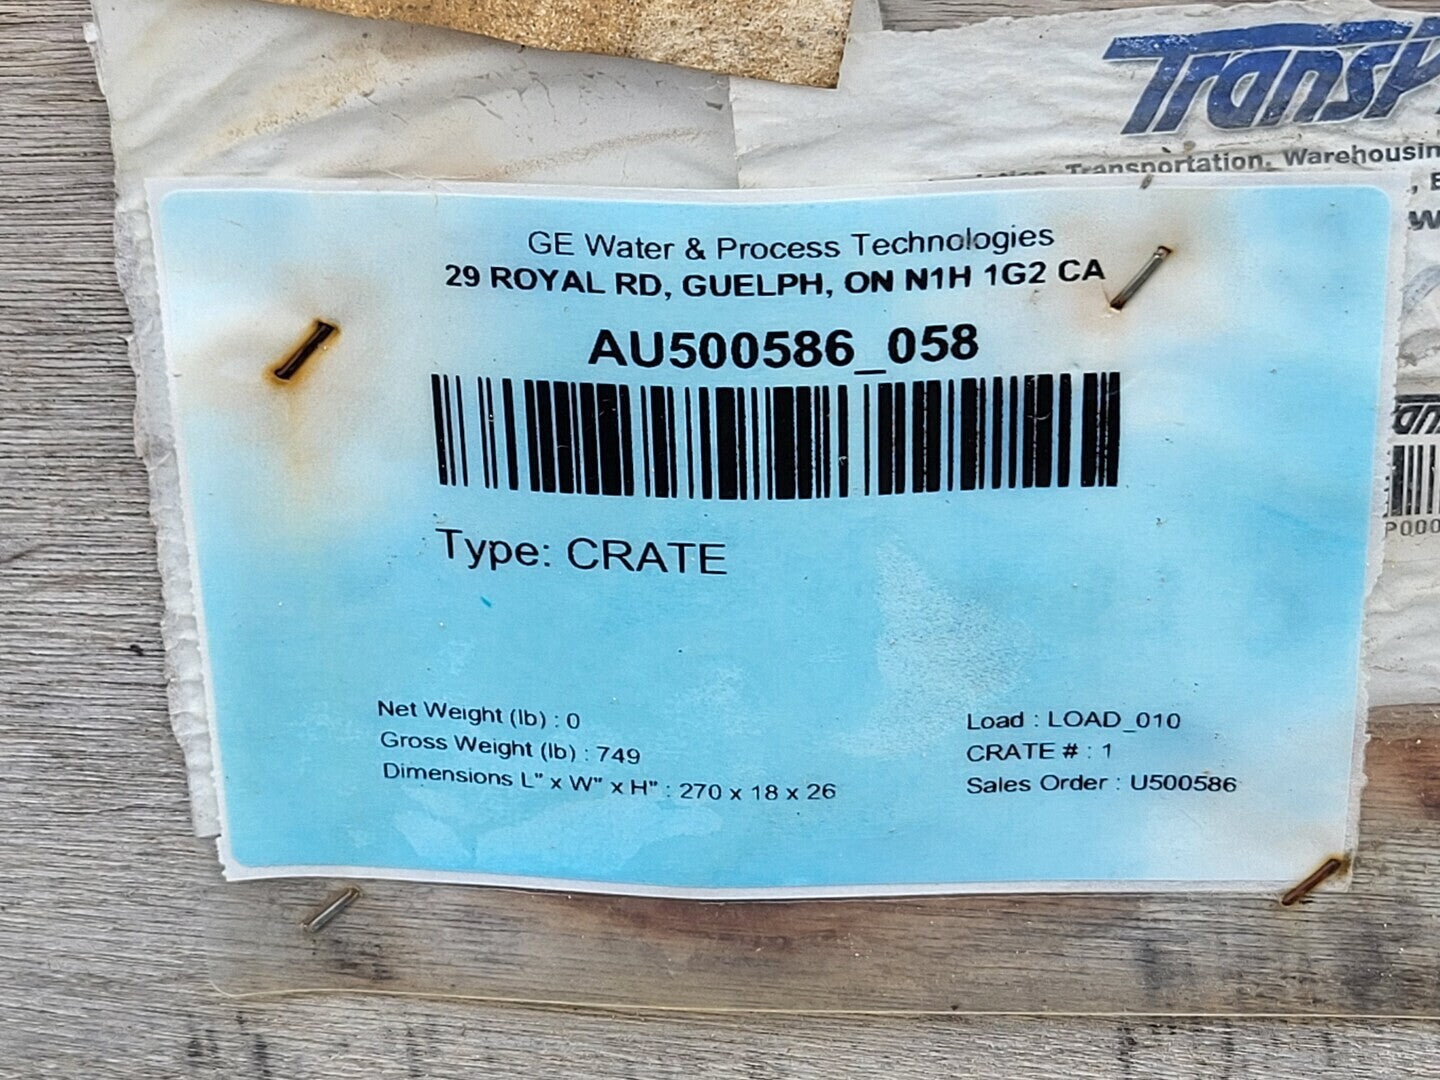 Transportation, Warehousin
GE Water & Process Technologies
29 ROYAL RD, GUELPH, ON N1H 1G2 CA
AU500586_058
Type: CRATE
Net Weight (lb) : 0
Gross Weight (lb) : 749
Dimensions L" x W" x H" : 270 x 18 x 26
Load : LOAD_010
CRATE # : 1
Sales Order : U500586